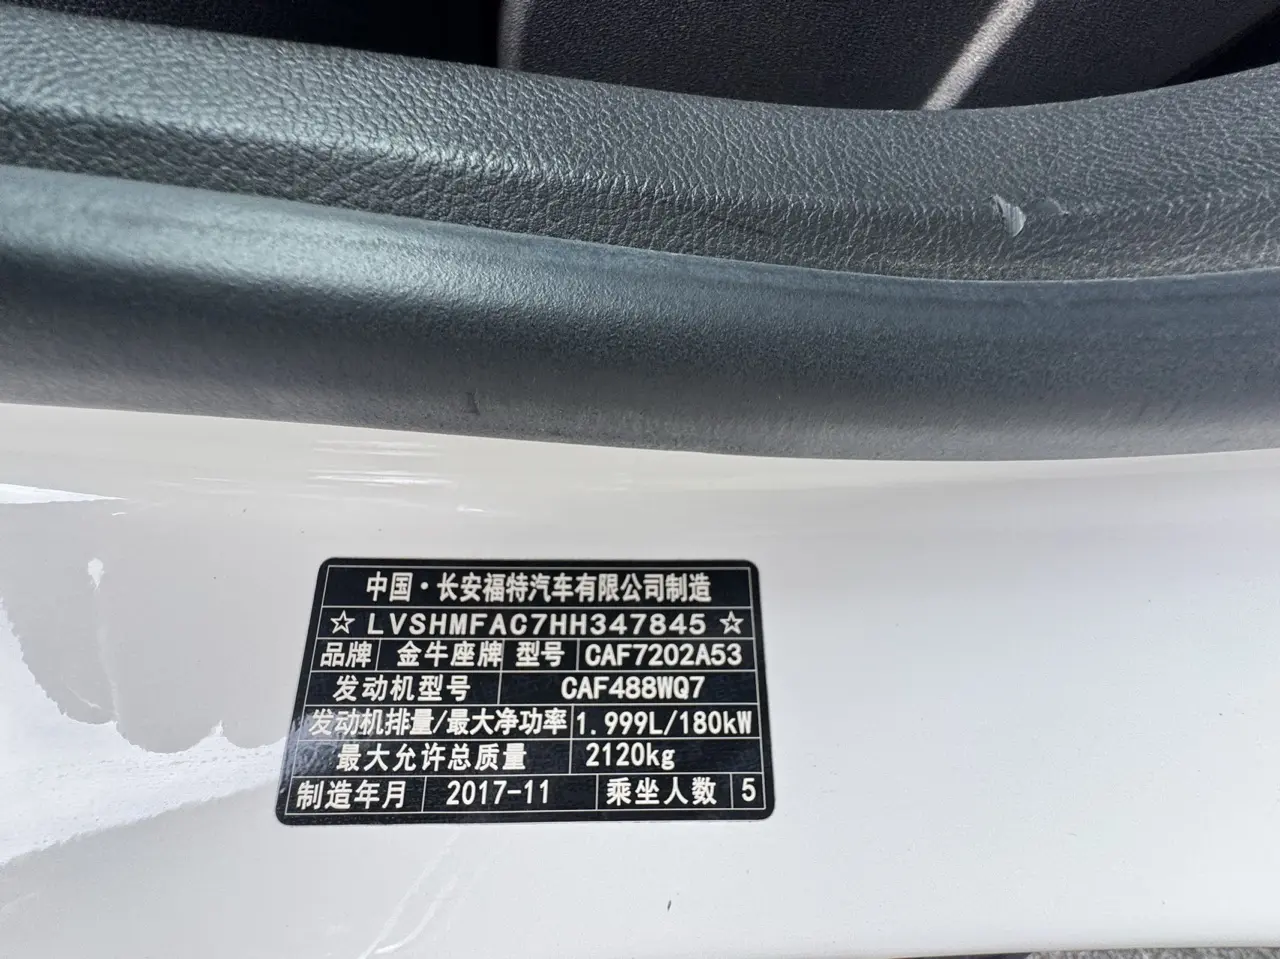 中国·长安福特汽车有限公司制造
☆ LVSHMFAC7HH347845 ☆
品牌 金牛座牌 型号 CAF7202A53
发动机型号 CAF488WQ7
发动机排量/最大净功率 1.999L/180kW
最大允许总质量 2120kg
制造年月 2017-11 乘坐人数 5